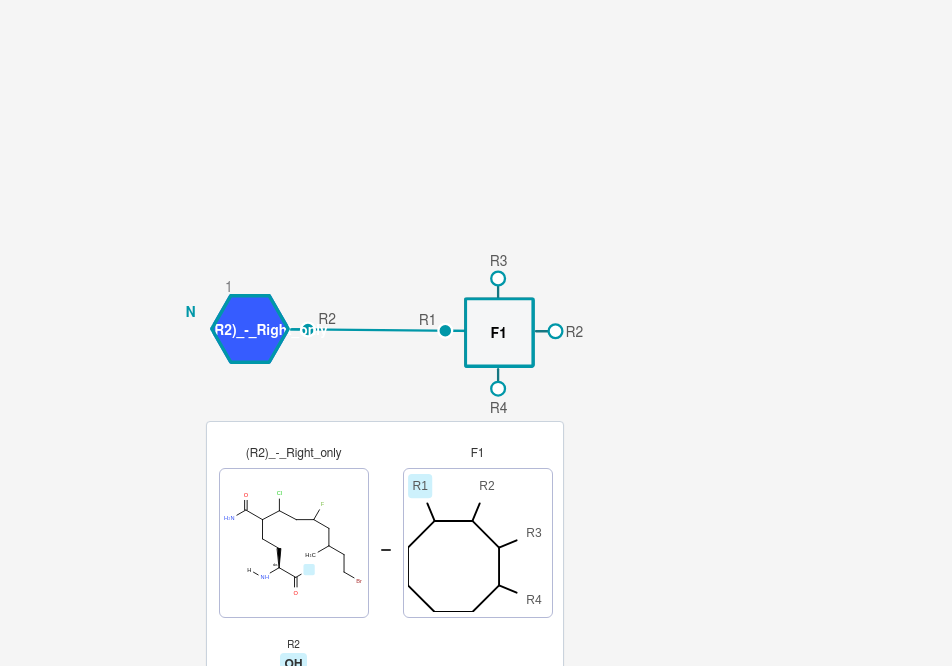 R3
1
N
R2
R1
R2)_-_Right_only
F1
R2
R4
(R2)_-_Right_only
F1
R1
R2
R3
R4
O
Cl
F
H₂N
H₃C
H
NH
O
Br
R2
OH